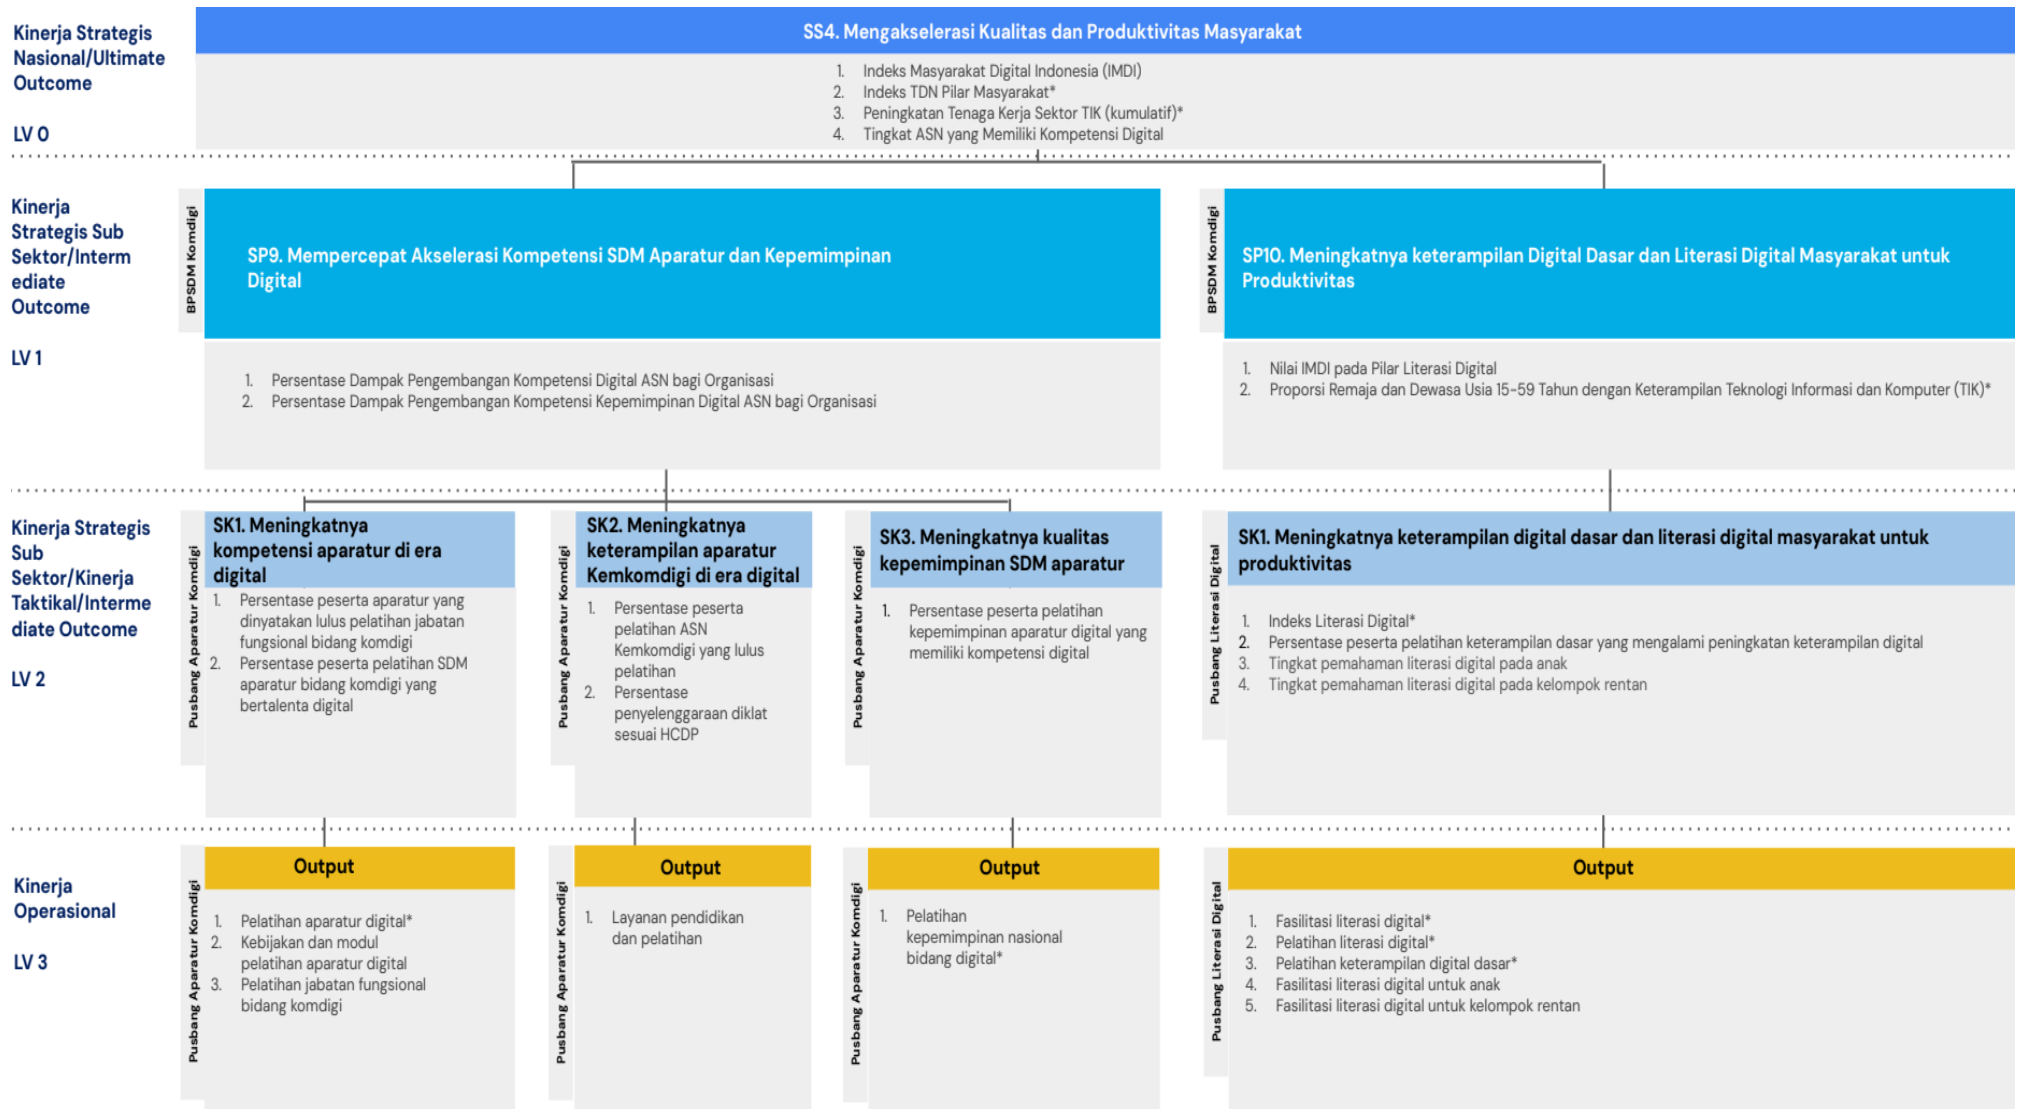 Kinerja Strategis
Nasional/Ultimate
Outcome
LV 0
SS4. Mengakselerasi Kualitas dan Produktivitas Masyarakat
1. Indeks Masyarakat Digital Indonesia (IMDI)
2. Indeks TDN Pilar Masyarakat*
3. Peningkatan Tenaga Kerja Sektor TIK (kumulatif)*
4. Tingkat ASN yang Memiliki Kompetensi Digital
Kinerja
Strategis Sub
Sektor/Interm
ediate
Outcome
LV 1
BPSDM Komdigi
SP9. Mempercepat Akselerasi Kompetensi SDM Aparatur dan Kepemimpinan
Digital
1. Persentase Dampak Pengembangan Kompetensi Digital ASN bagi Organisasi
2. Persentase Dampak Pengembangan Kompetensi Kepemimpinan Digital ASN bagi Organisasi
BPSDM Komdigi
SP10. Meningkatnya keterampilan Digital Dasar dan Literasi Digital Masyarakat untuk
Produktivitas
1. Nilai IMDI pada Pilar Literasi Digital
2. Proporsi Remaja dan Dewasa Usia 15-59 Tahun dengan Keterampilan Teknologi Informasi dan Komputer (TIK)*
Kinerja Strategis
Sub
Sektor/Kinerja
Taktikal/Interme
diate Outcome
LV 2
Pusbang Aparatur Komdigi
SK1. Meningkatnya
kompetensi aparatur di era
digital
1. Persentase peserta aparatur yang
dinyatakan lulus pelatihan jabatan
fungsional bidang komdigi
2. Persentase peserta pelatihan SDM
aparatur bidang komdigi yang
bertalenta digital
Pusbang Aparatur Komdigi
SK2. Meningkatnya
keterampilan aparatur
Kemkomdigi di era digital
1. Persentase peserta
pelatihan ASN
Kemkomdigi yang lulus
pelatihan
2. Persentase
penyelenggaraan diklat
sesuai HCDP
Pusbang Aparatur Komdigi
SK3. Meningkatnya kualitas
kepemimpinan SDM aparatur
1. Persentase peserta pelatihan
kepemimpinan aparatur digital yang
memiliki kompetensi digital
Pusbang Literasi Digital
SK1. Meningkatnya keterampilan digital dasar dan literasi digital masyarakat untuk
produktivitas
1. Indeks Literasi Digital*
2. Persentase peserta pelatihan keterampilan dasar yang mengalami peningkatan keterampilan digital
3. Tingkat pemahaman literasi digital pada anak
4. Tingkat pemahaman literasi digital pada kelompok rentan
Kinerja
Operasional
LV 3
Pusbang Aparatur Komdigi
Output
1. Pelatihan aparatur digital*
2. Kebijakan dan modul
pelatihan aparatur digital
3. Pelatihan jabatan fungsional
bidang komdigi
Pusbang Aparatur Komdigi
Output
1. Layanan pendidikan
dan pelatihan
Pusbang Aparatur Komdigi
Output
1. Pelatihan
kepemimpinan nasional
bidang digital*
Pusbang Literasi Digital
Output
1. Fasilitasi literasi digital*
2. Pelatihan literasi digital*
3. Pelatihan keterampilan digital dasar*
4. Fasilitasi literasi digital untuk anak
5. Fasilitasi literasi digital untuk kelompok rentan